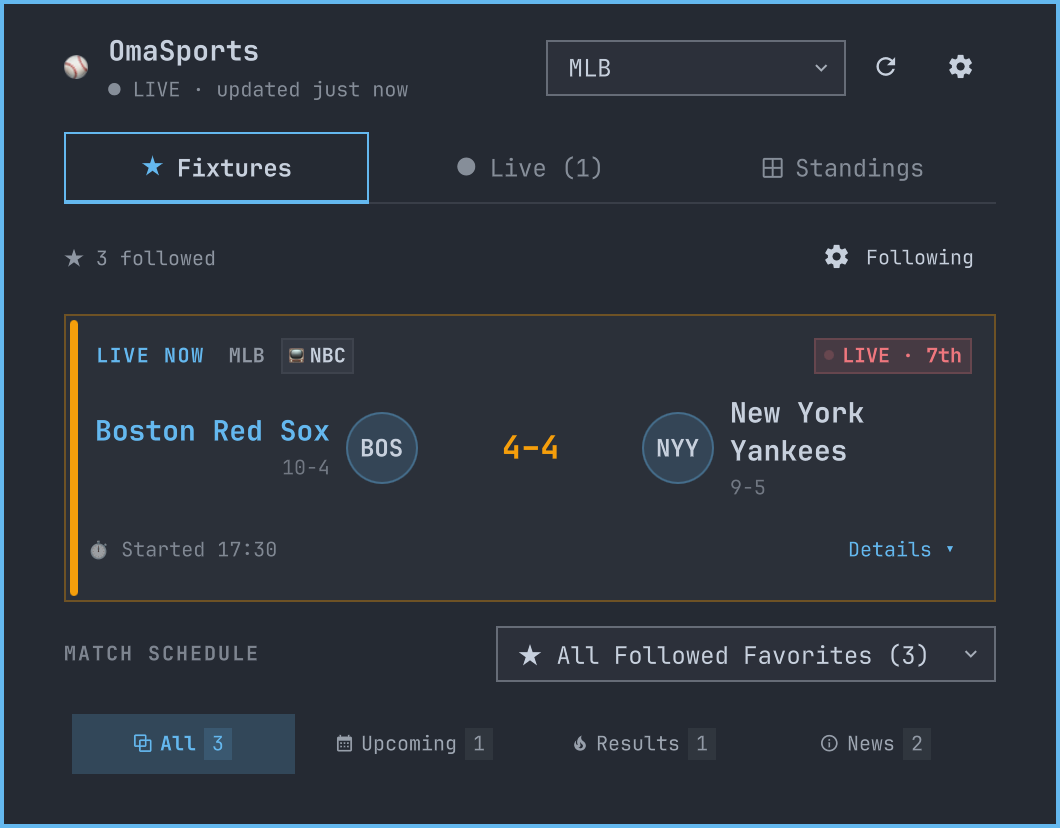 OmaSports
LIVE · updated just now
MLB
Fixtures
Live (1)
Standings
3 followed
Following
LIVE NOW MLB NBC
LIVE · 7th
Boston Red Sox
10-4
BOS
4–4
NYY
New York
Yankees
9-5
Started 17:30
Details
MATCH SCHEDULE
All Followed Favorites (3)
All 3
Upcoming 1
Results 1
News 2